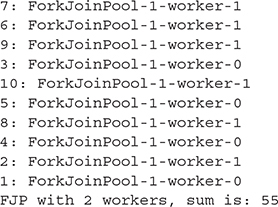 7: ForkJoinPool-1-worker-1
6: ForkJoinPool-1-worker-1
9: ForkJoinPool-1-worker-1
3: ForkJoinPool-1-worker-0
10: ForkJoinPool-1-worker-1
5: ForkJoinPool-1-worker-0
8: ForkJoinPool-1-worker-1
4: ForkJoinPool-1-worker-0
2: ForkJoinPool-1-worker-1
1: ForkJoinPool-1-worker-0
FJP with 2 workers, sum is: 55